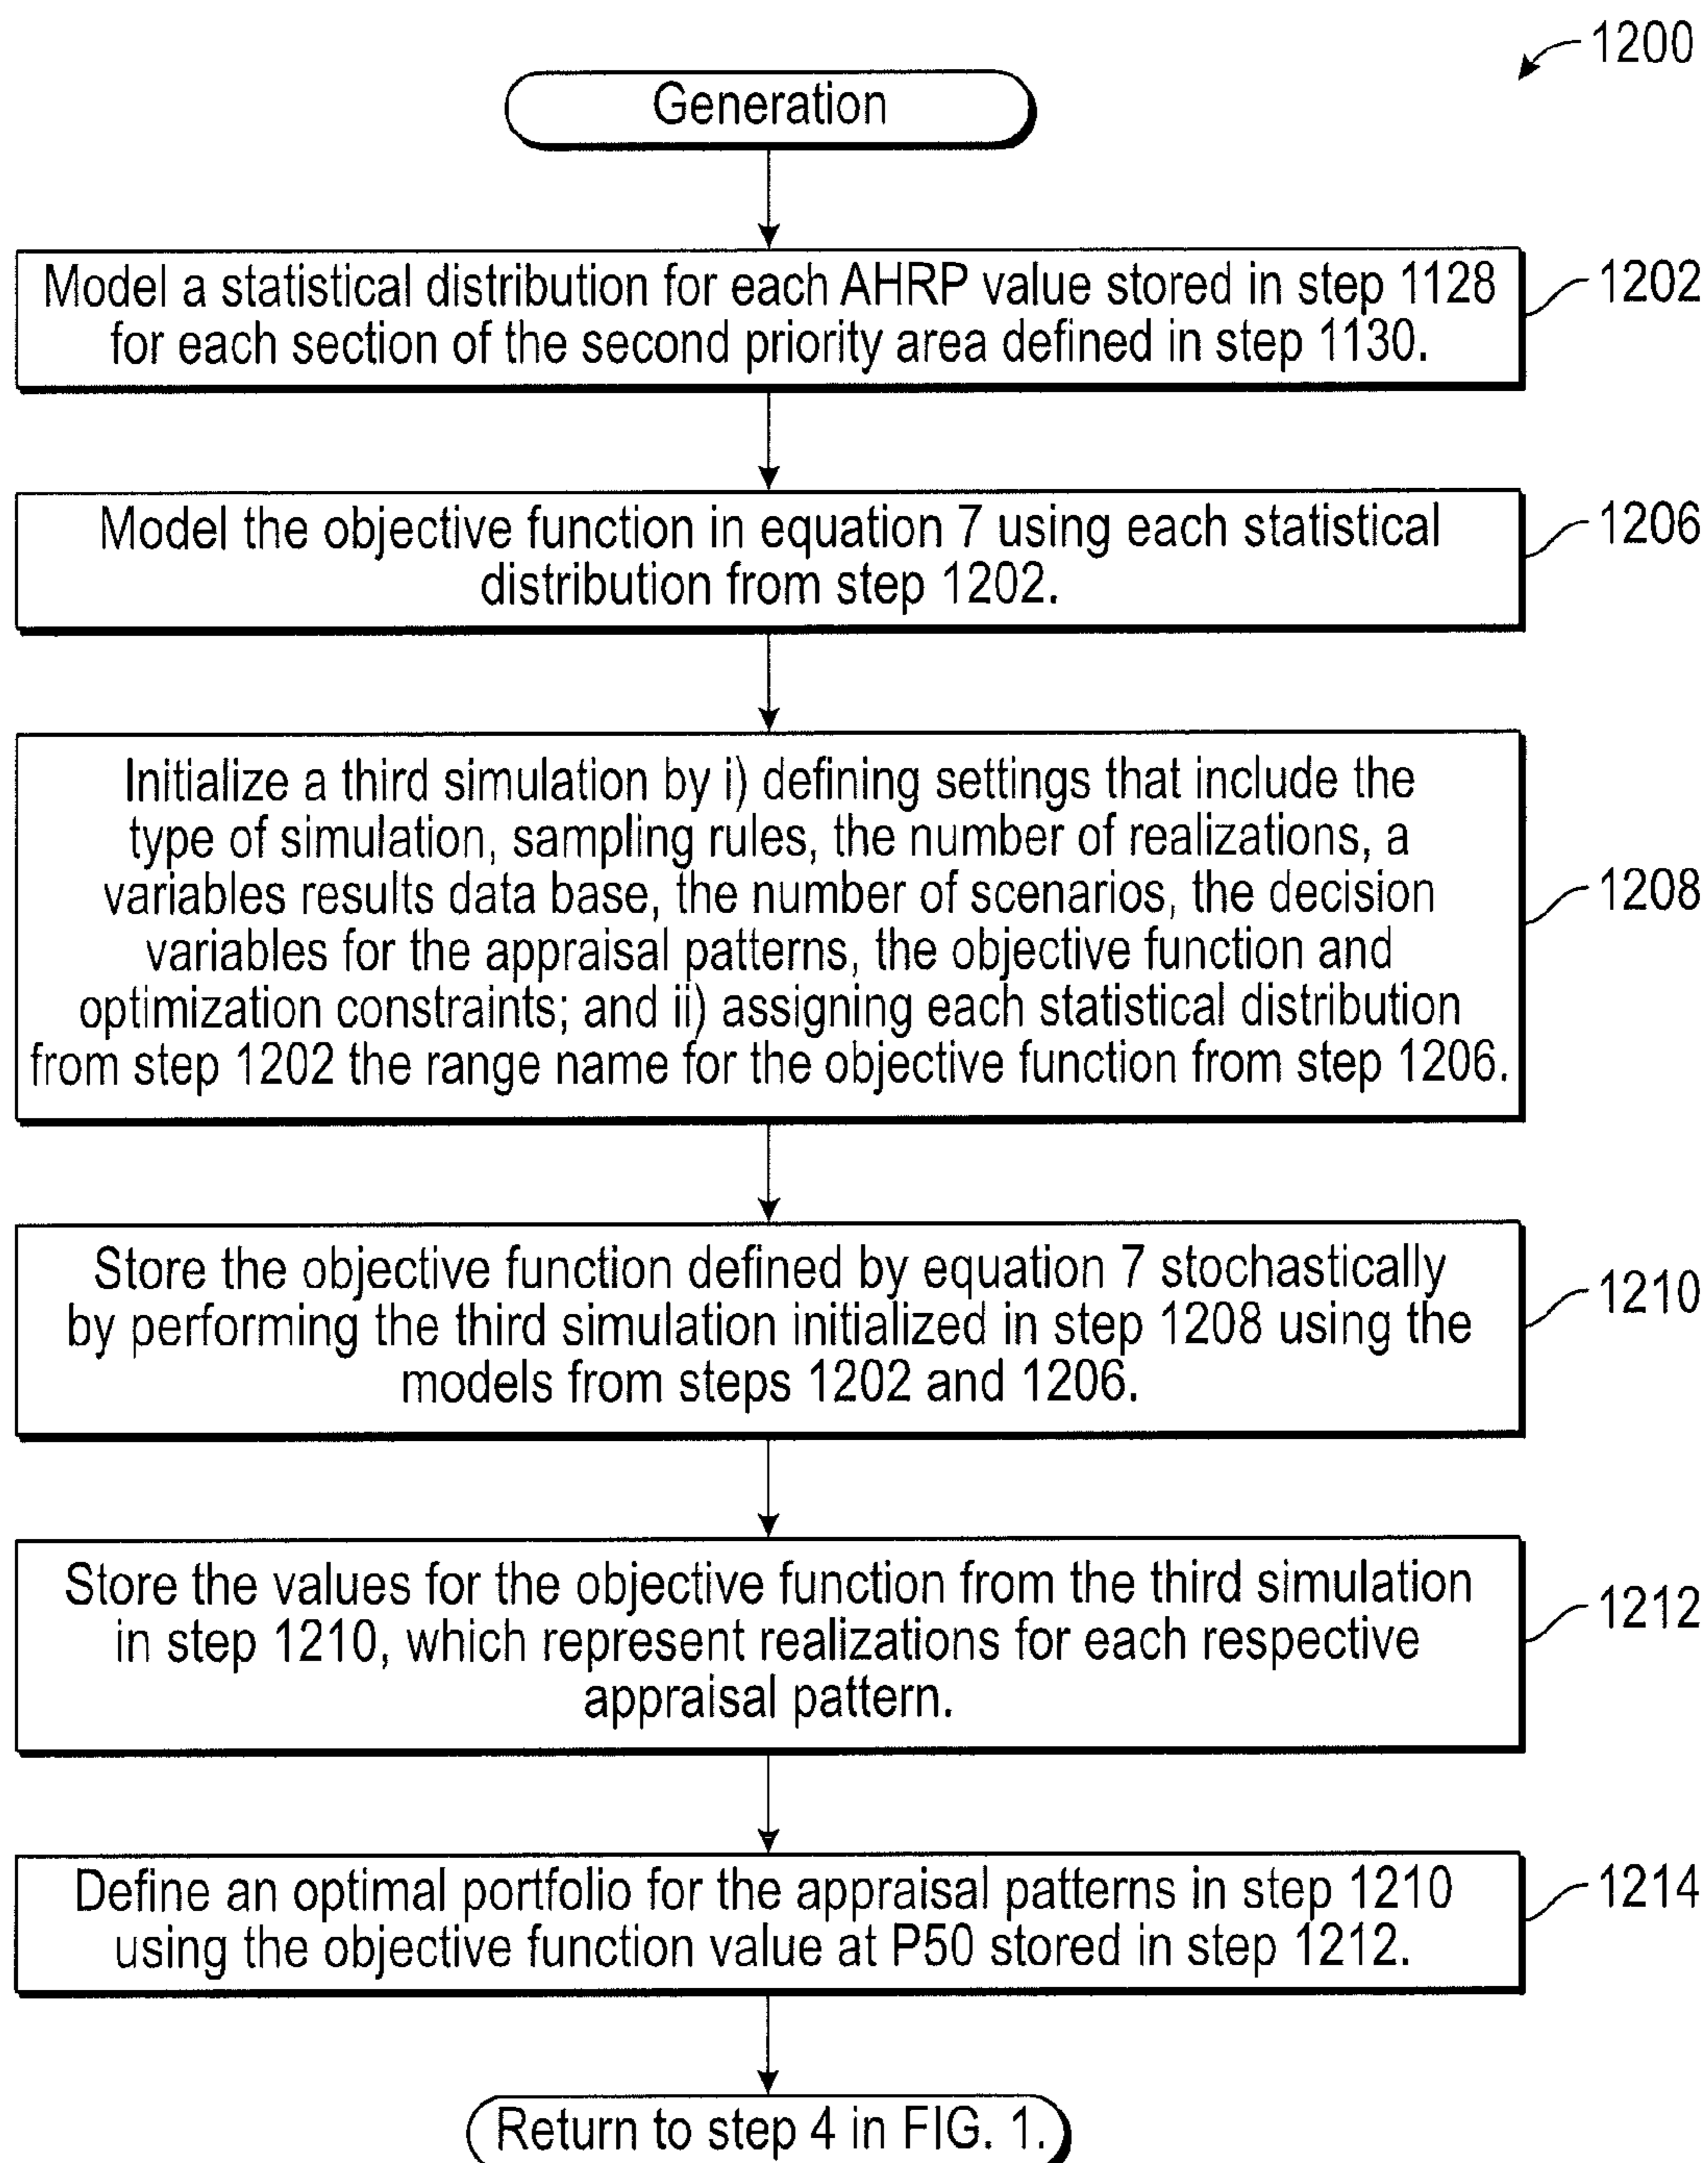 1200
Generation
Model a statistical distribution for each AHRP value stored in step 1128
for each section of the second priority area defined in step 1130.
1202
Model the objective function in equation 7 using each statistical
distribution from step 1202.
1206
Initialize a third simulation by i) defining settings that include the
type of simulation, sampling rules, the number of realizations, a
variables results data base, the number of scenarios, the decision
variables for the appraisal patterns, the objective function and
optimization constraints; and ii) assigning each statistical distribution
from step 1202 the range name for the objective function from step 1206.
1208
Store the objective function defined by equation 7 stochastically
by performing the third simulation initialized in step 1208 using the
models from steps 1202 and 1206.
1210
Store the values for the objective function from the third simulation
in step 1210, which represent realizations for each respective
appraisal pattern.
1212
Define an optimal portfolio for the appraisal patterns in step 1210
using the objective function value at P50 stored in step 1212.
1214
Return to step 4 in FIG. 1.